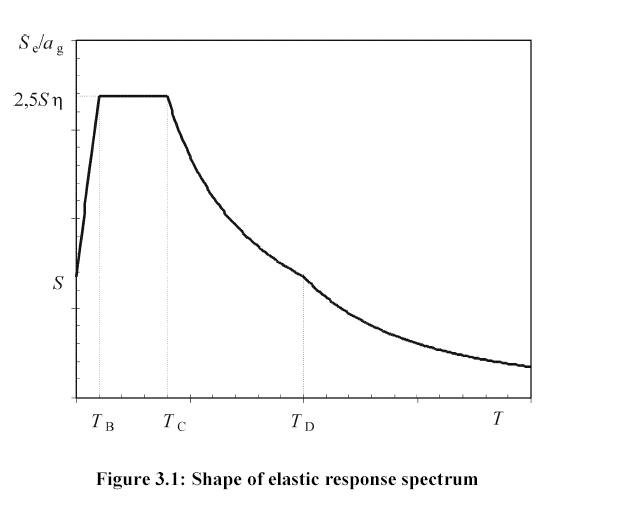 Se/ag
2,5Sη
S
TB TC TD T
Figure 3.1: Shape of elastic response spectrum